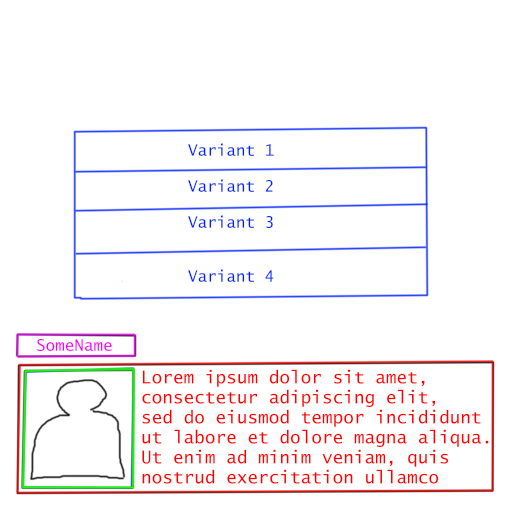 Variant 1
Variant 2
Variant 3
Variant 4
SomeName
Lorem ipsum dolor sit amet,
consectetur adipiscing elit,
sed do eiusmod tempor incididunt
ut labore et dolore magna aliqua.
Ut enim ad minim veniam, quis
nostrud exercitation ullamco